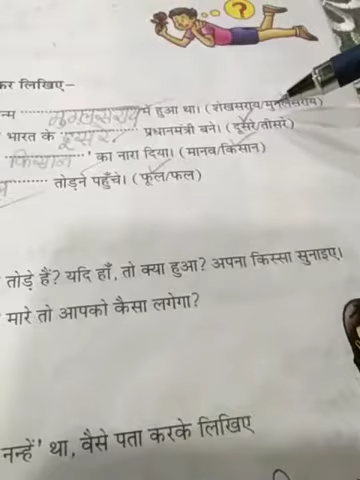 ?
कर लिखिए–
न्म मुगलसराय में हुआ था। (शेखसराय/मुगलसराय)
भारत के दूसरे प्रधानमंत्री बने। (दूसरे/तीसरे)
किसान ' का नारा दिया। (मानव/किसान)
तोड़ने पहुँचे। (फूल/फल)
तोड़े हैं? यदि हाँ, तो क्या हुआ? अपना किस्सा सुनाइए।
मारे तो आपको कैसा लगेगा?
नन्हें' था, वैसे पता करके लिखिए